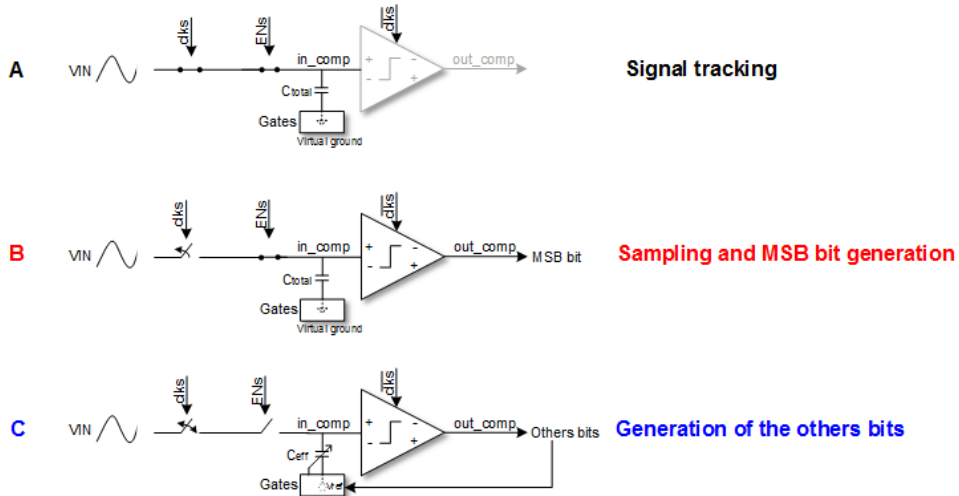 clks
ENs
clks
in_comp
out_comp
A
VIN
+
-
-
+
Signal tracking
Ctotal
Gates
Virtual ground
clks
ENs
clks
in_comp
out_comp
B
VIN
+
-
-
+
MSB bit
Sampling and MSB bit generation
Ctotal
Gates
Virtual ground
clks
ENs
clks
in_comp
out_comp
C
VIN
+
-
-
+
Others bits
Generation of the others bits
Ceff
Gates
Vref